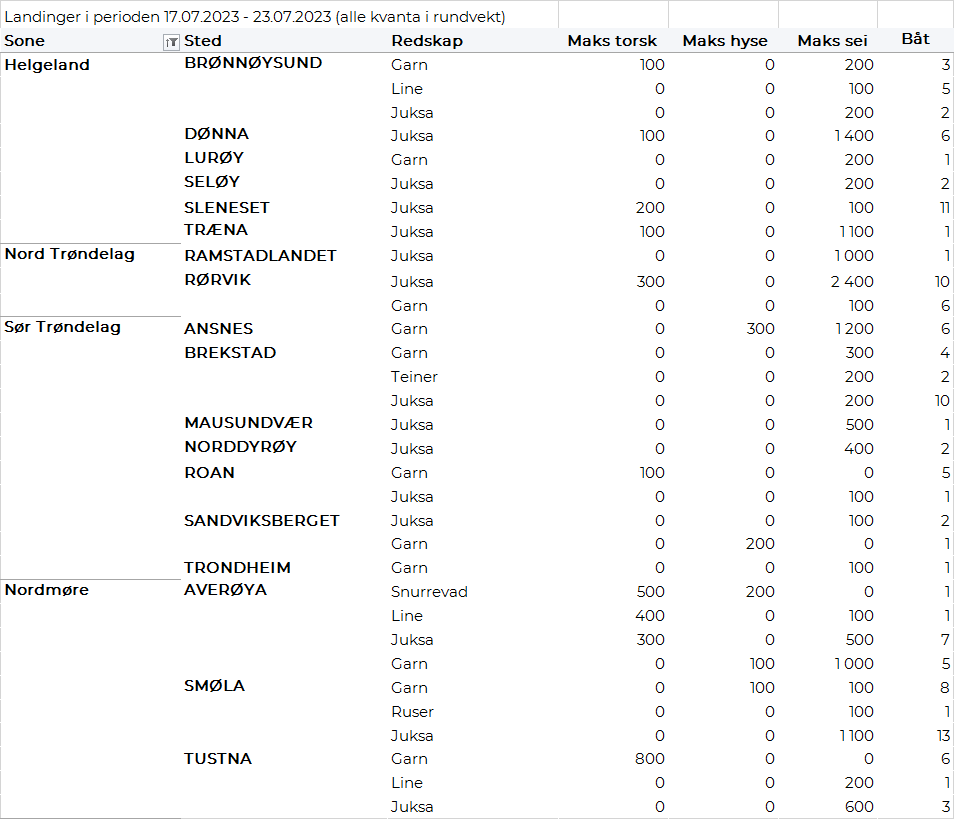 Landinger i perioden 17.07.2023 - 23.07.2023 (alle kvanta i rundvekt)
Sone Sted Redskap Maks torsk Maks hyse Maks sei Båt
Helgeland BRØNNØYSUND Garn 100 0 200 3
Line 0 0 100 5
Juksa 0 0 200 2
DØNNA Juksa 100 0 1 400 6
LURØY Garn 0 0 200 1
SELØY Juksa 0 0 200 2
SLENESET Juksa 200 0 100 11
TRÆNA Juksa 100 0 1 100 1
Nord Trøndelag RAMSTADLANDET Juksa 0 0 1 000 1
RØRVIK Juksa 300 0 2 400 10
Garn 0 0 100 6
Sør Trøndelag ANSNES Garn 0 300 1 200 6
BREKSTAD Garn 0 0 300 4
Teiner 0 0 200 2
Juksa 0 0 200 10
MAUSUNDVÆR Juksa 0 0 500 1
NORDDYRØY Juksa 0 0 400 2
ROAN Garn 100 0 0 5
Juksa 0 0 100 1
SANDVIKSBERGET Juksa 0 0 100 2
Garn 0 200 0 1
TRONDHEIM Garn 0 0 100 1
Nordmøre AVERØYA Snurrevad 500 200 0 1
Line 400 0 100 1
Juksa 300 0 500 7
Garn 0 100 1 000 5
SMØLA Garn 0 100 100 8
Ruser 0 0 100 1
Juksa 0 0 1 100 13
TUSTNA Garn 800 0 0 6
Line 0 0 200 1
Juksa 0 0 600 3